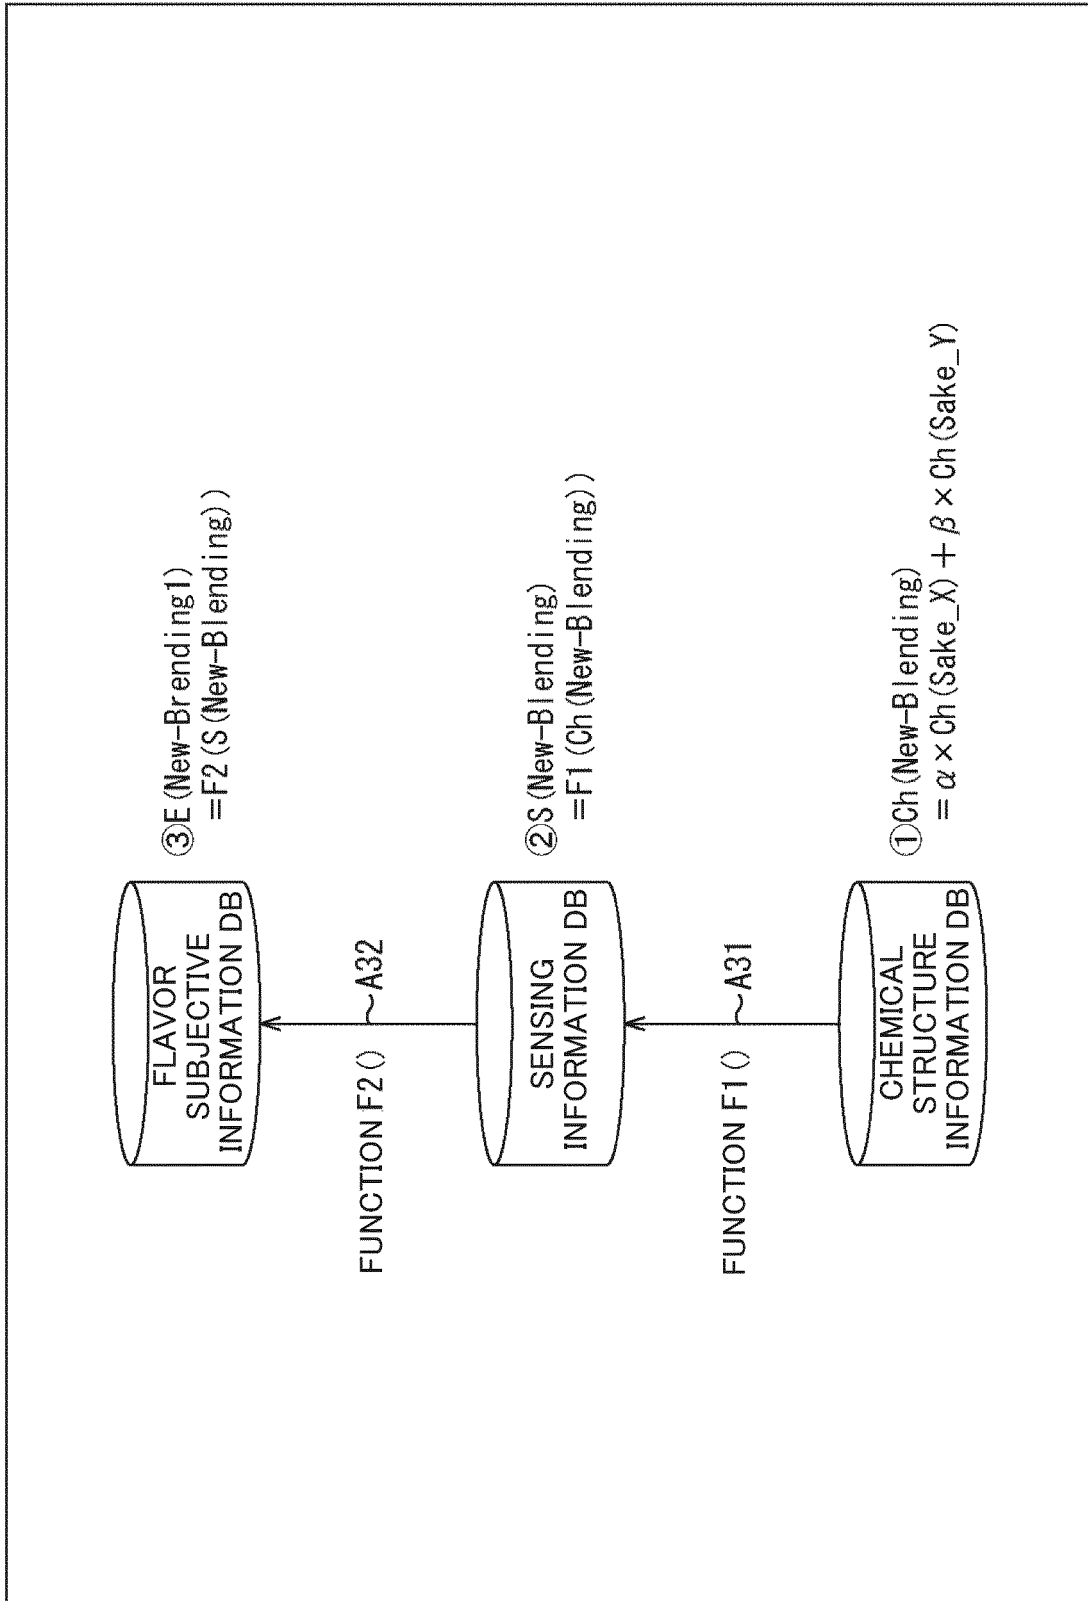 ③E(New-Brending1)
=F2(S(New-Blending))
FLAVOR
SUBJECTIVE
INFORMATION DB
A32
FUNCTION F2()
②S(New-Blending)
=F1(Ch(New-Blending))
SENSING
INFORMATION DB
A31
FUNCTION F1()
①Ch(New-Blending)
=α×Ch(Sake_X)+β×Ch(Sake_Y)
CHEMICAL
STRUCTURE
INFORMATION DB